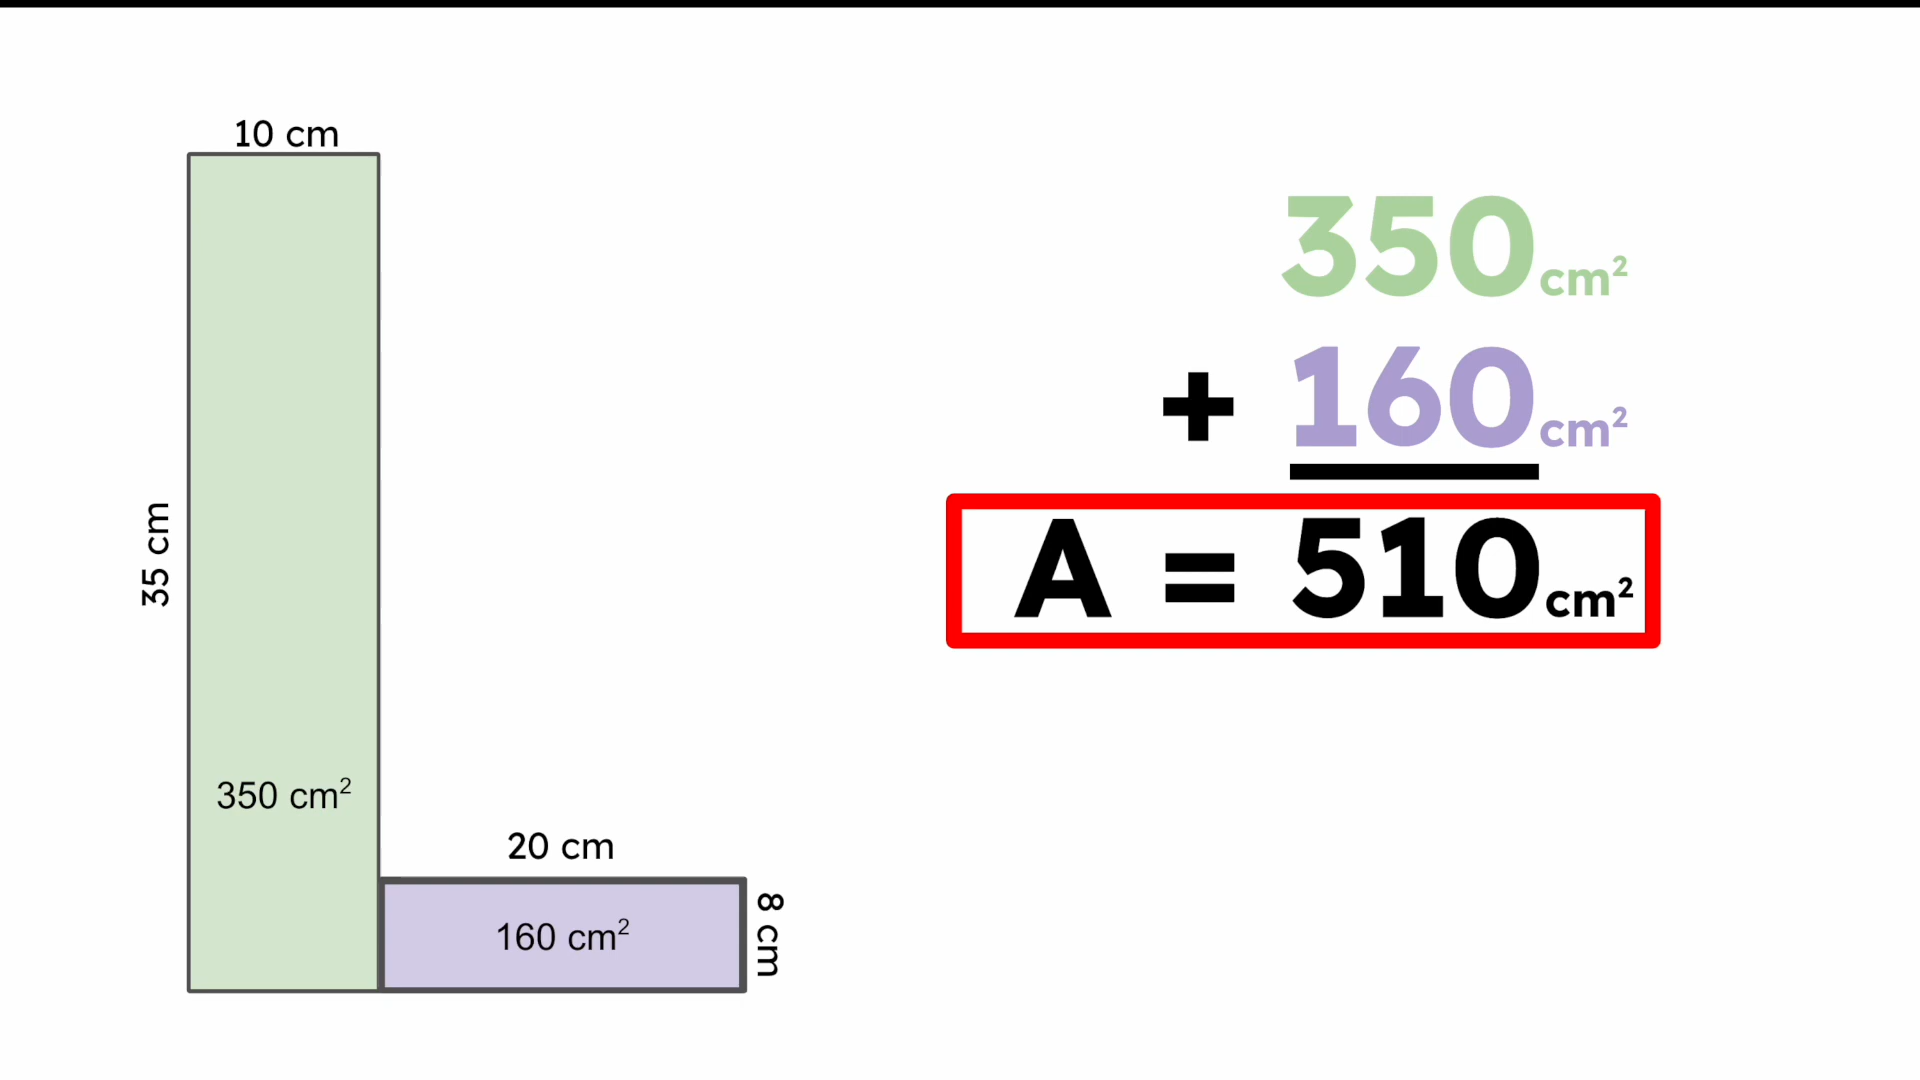 10 cm
35 cm
350 cm²
20 cm
160 cm²
8 cm
350 cm²
+ 160 cm²
A = 510 cm²